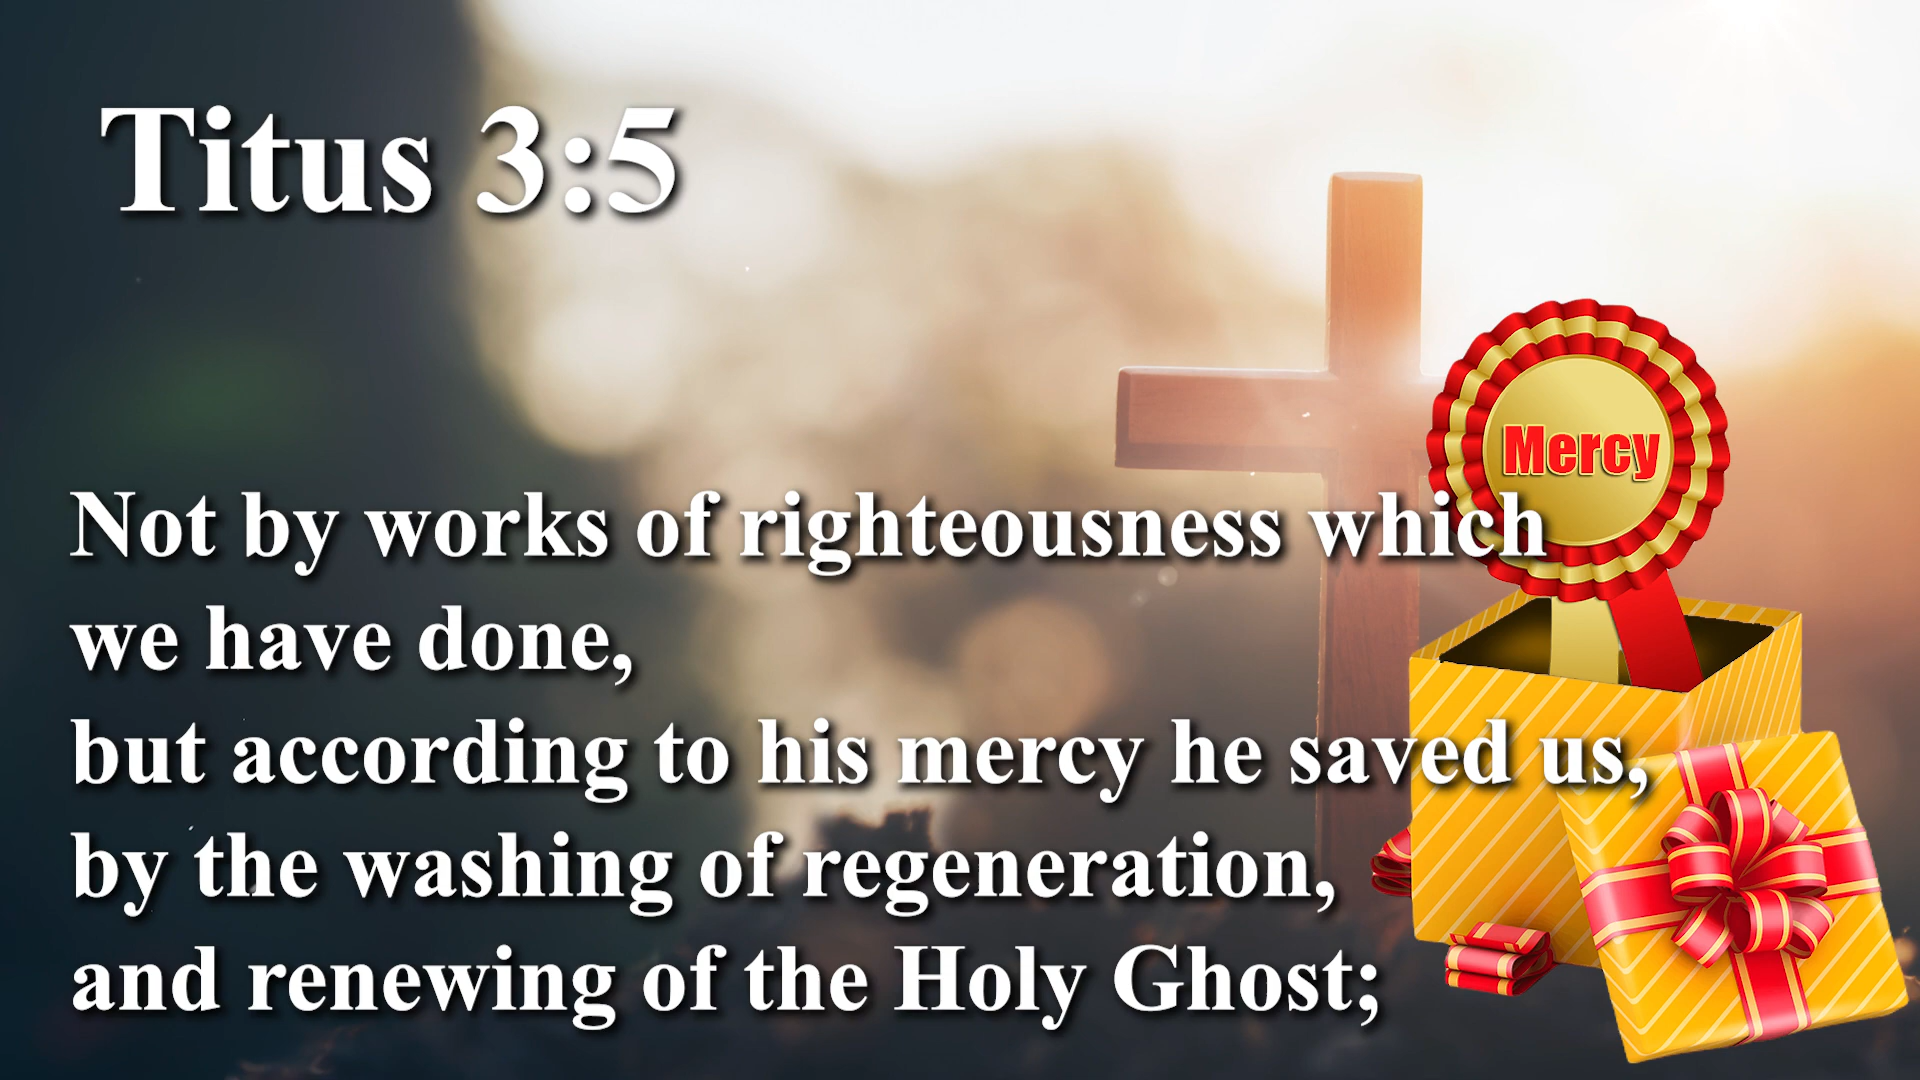 Titus 3:5
Mercy
Not by works of righteousness which
we have done,
but according to his mercy he saved us,
by the washing of regeneration,
and renewing of the Holy Ghost;